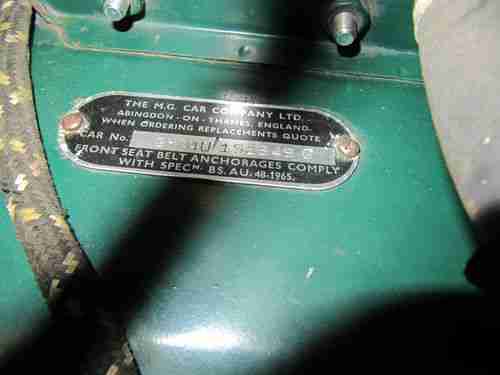 THE M.G. CAR COMPANY LTD.
ABINGDON-ON-THAMES, ENGLAND.
WHEN ORDERING REPLACEMENTS QUOTE
CAR No.
FRONT SEAT BELT ANCHORAGES COMPLY
WITH SPECN. BS. AU. 48-1965.